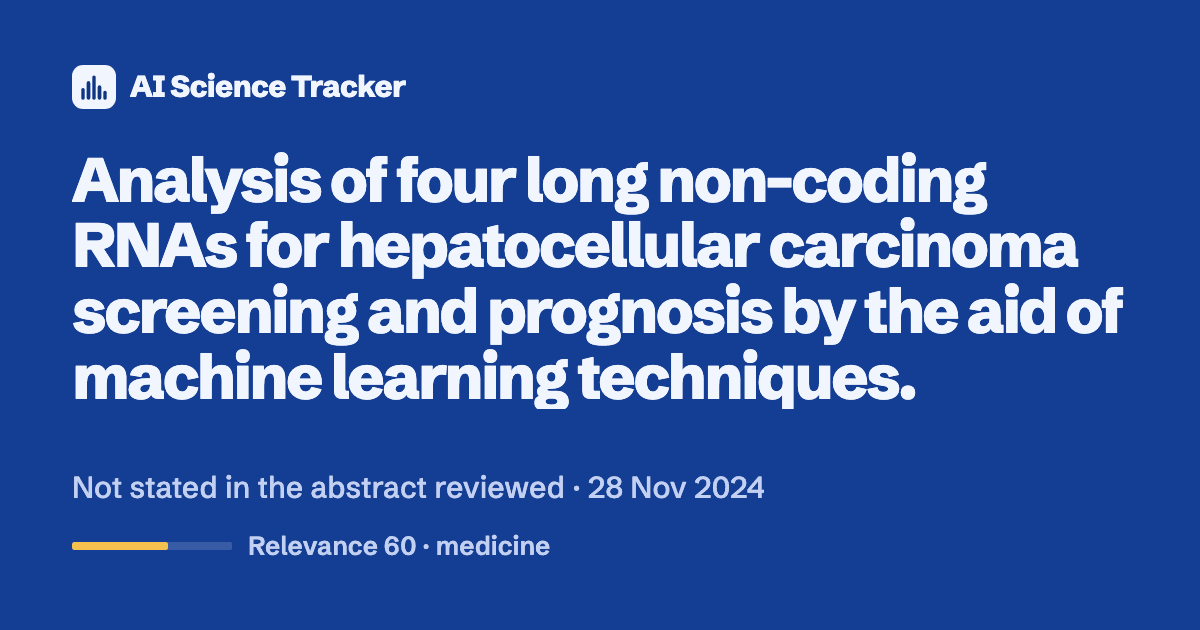 AI Science Tracker
Analysis of four long non-coding
RNAs for hepatocellular carcinoma
screening and prognosis by the aid of
machine learning techniques.
Not stated in the abstract reviewed · 28 Nov 2024
Relevance 60 · medicine